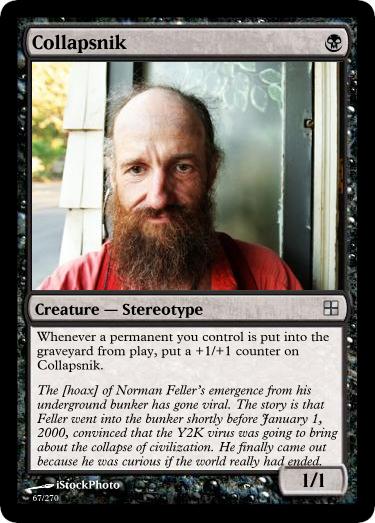 Collapsnik
Creature — Stereotype
Whenever a permanent you control is put into the
graveyard from play, put a +1/+1 counter on
Collapsnik.
The [hoax] of Norman Feller's emergence from his
underground bunker has gone viral. The story is that
Feller went into the bunker shortly before January 1,
2000, convinced that the Y2K virus was going to bring
about the collapse of civilization. He finally came out
because he was curious if the world really had ended.
1/1
iStockPhoto
67/270